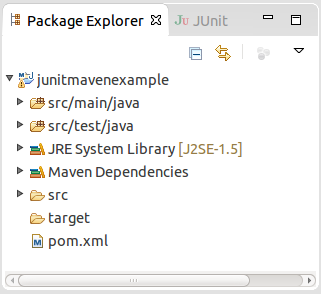 Package Explorer JUnit
junitmavenexample
src/main/java
src/test/java
JRE System Library [J2SE-1.5]
Maven Dependencies
src
target
pom.xml